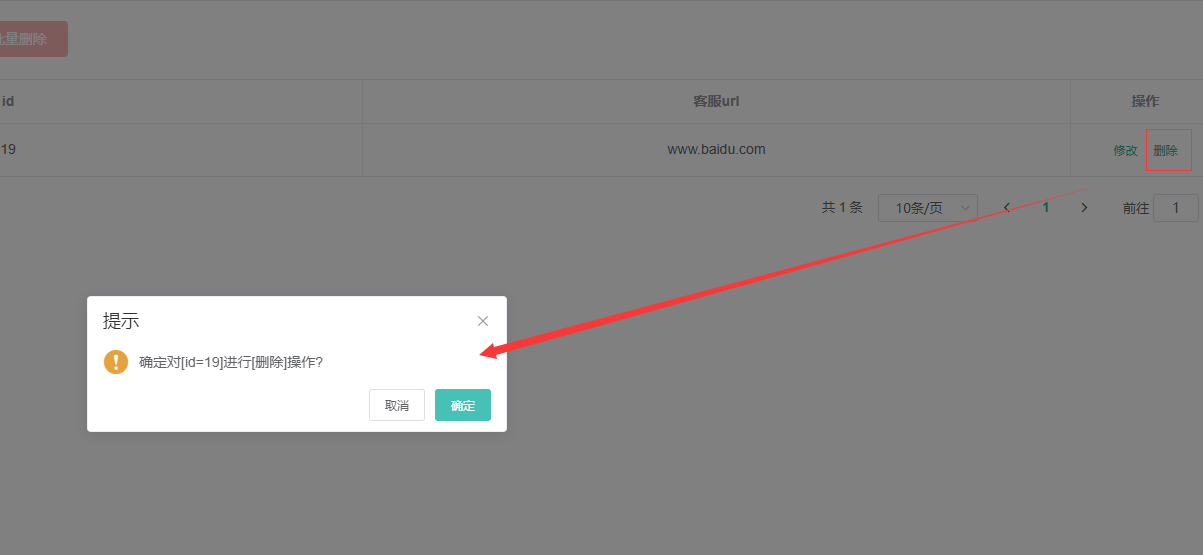 批量删除
id 客服url 操作
19 www.baidu.com 修改 删除
共 1 条 10条/页 1 前往 1
提示
确定对[id=19]进行[删除]操作?
取消 确定